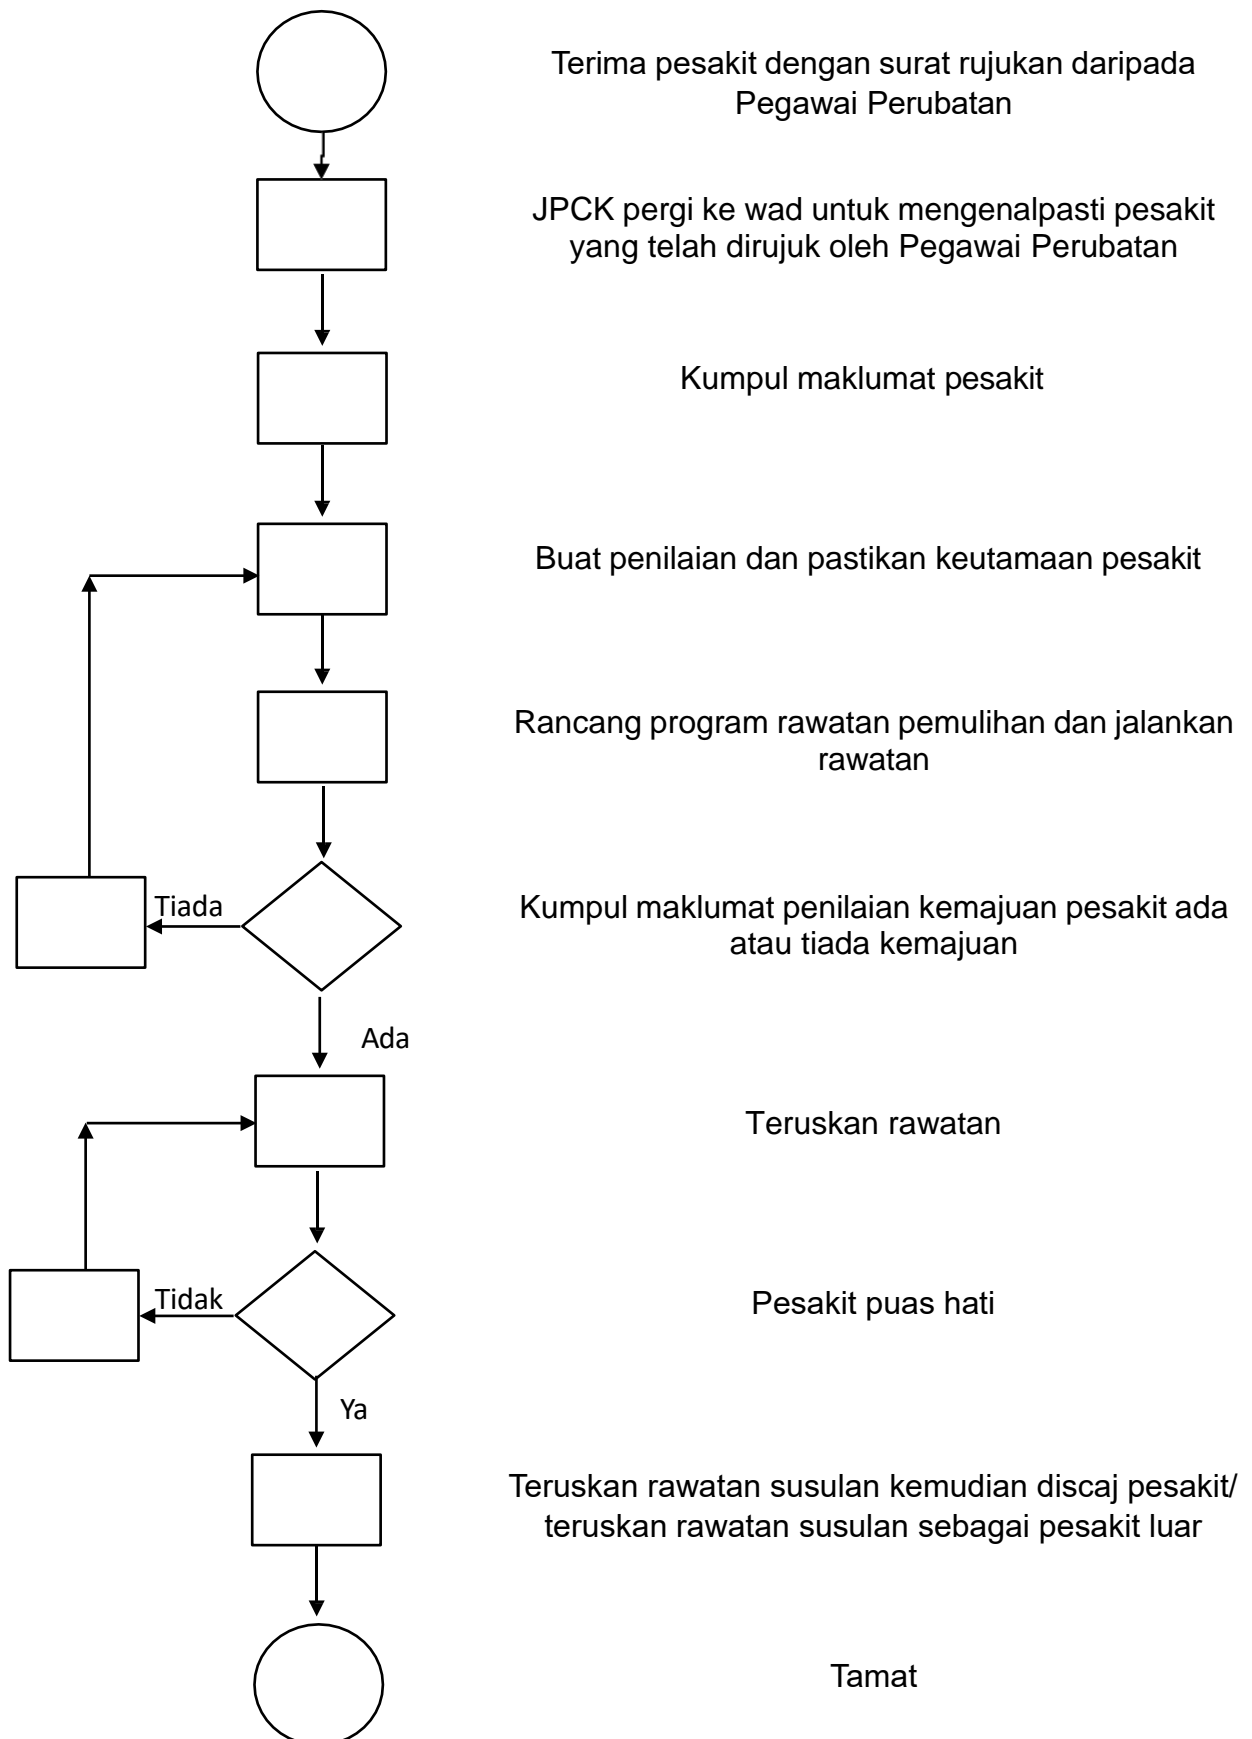 Terima pesakit dengan surat rujukan daripada
Pegawai Perubatan
JPCK pergi ke wad untuk mengenalpasti pesakit
yang telah dirujuk oleh Pegawai Perubatan
Kumpul maklumat pesakit
Buat penilaian dan pastikan keutamaan pesakit
Rancang program rawatan pemulihan dan jalankan
rawatan
Tiada
Kumpul maklumat penilaian kemajuan pesakit ada
atau tiada kemajuan
Ada
Teruskan rawatan
Tidak
Pesakit puas hati
Ya
Teruskan rawatan susulan kemudian discaj pesakit/
teruskan rawatan susulan sebagai pesakit luar
Tamat